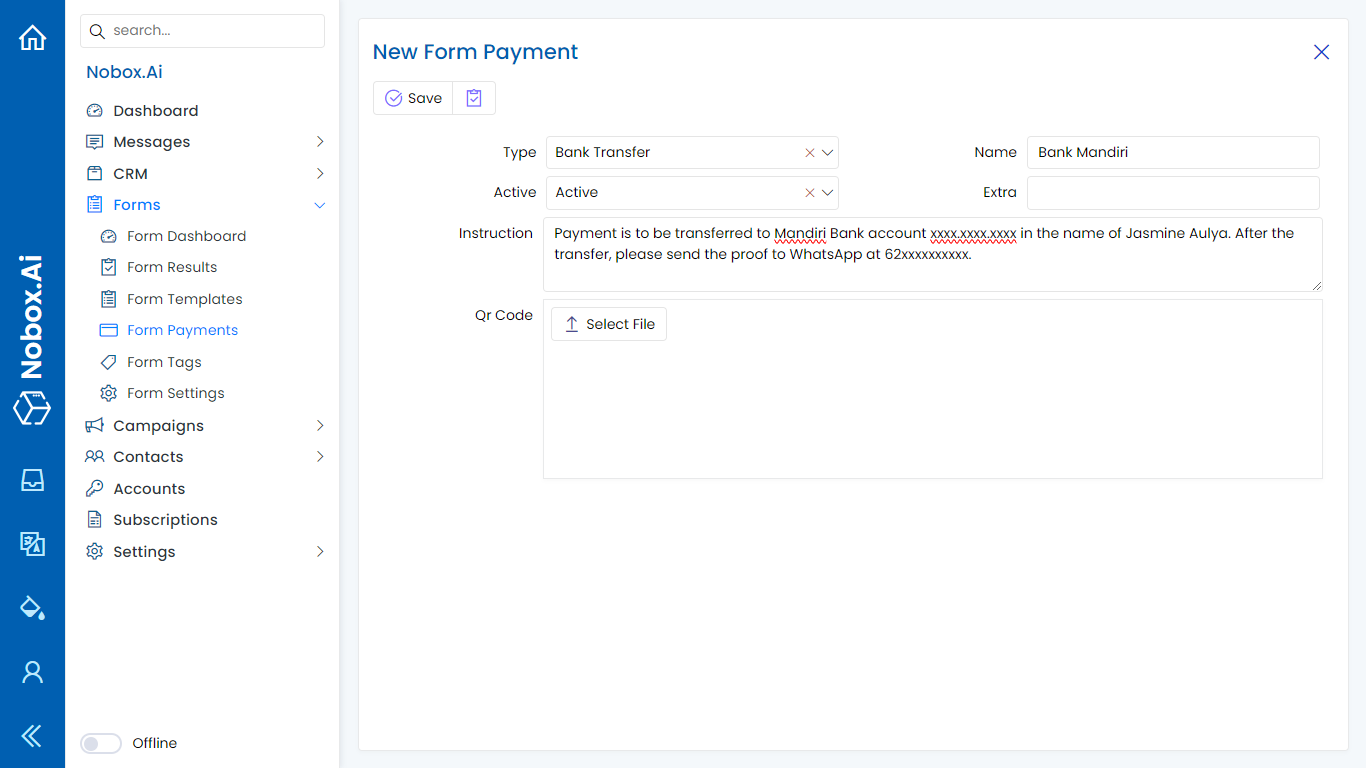 Nobox.Ai
search...
Nobox.Ai
Dashboard
Messages
CRM
Forms
Form Dashboard
Form Results
Form Templates
Form Payments
Form Tags
Form Settings
Campaigns
Contacts
Accounts
Subscriptions
Settings
Offline
New Form Payment
Save
Type Bank Transfer Name Bank Mandiri
Active Active Extra
Instruction Payment is to be transferred to Mandiri Bank account xxxx.xxxx.xxxx in the name of Jasmine Aulya. After the
transfer, please send the proof to WhatsApp at 62xxxxxxxxxx.
Qr Code Select File